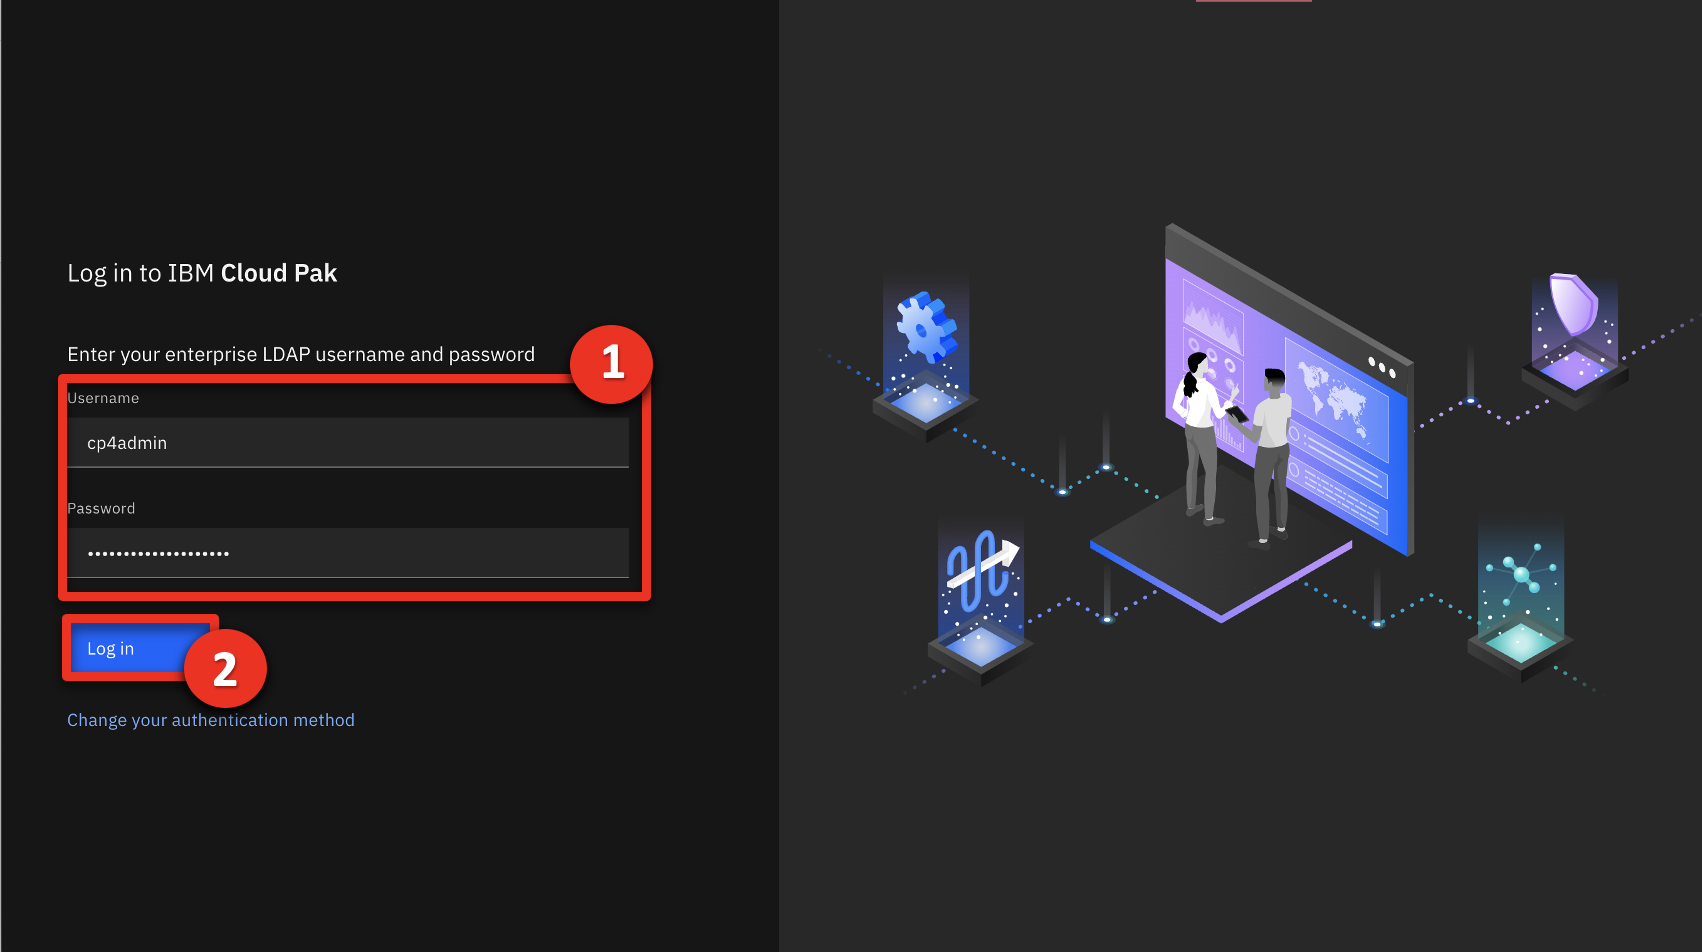 Log in to IBM Cloud Pak
Enter your enterprise LDAP username and password
1
Username
cp4admin
Password
••••••••••••••••••••
Log in
2
Change your authentication method